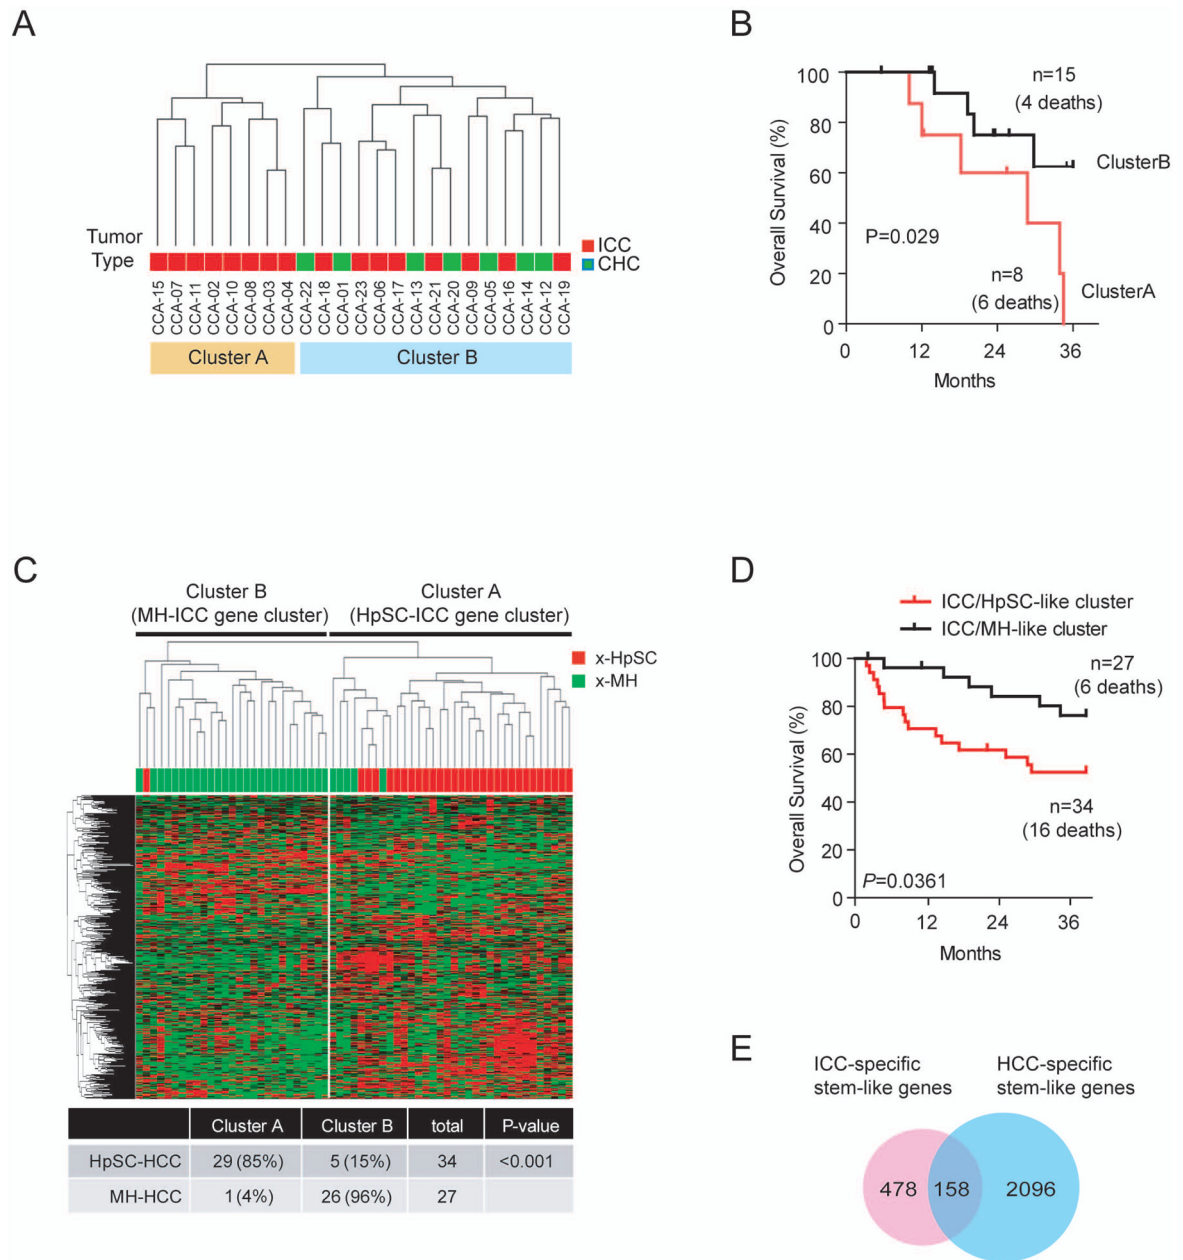 A
Tumor
Type
ICC
CHC
CCA-15
CCA-07
CCA-11
CCA-02
CCA-10
CCA-08
CCA-03
CCA-04
CCA-22
CCA-18
CCA-01
CCA-23
CCA-06
CCA-17
CCA-13
CCA-21
CCA-20
CCA-09
CCA-05
CCA-16
CCA-14
CCA-12
CCA-19
Cluster A
Cluster B
B
Overall Survival (%)
100
80
60
40
20
0
n=15
(4 deaths)
ClusterB
P=0.029
n=8
(6 deaths)
ClusterA
0 12 24 36
Months
C
Cluster B
(MH-ICC gene cluster)
Cluster A
(HpSC-ICC gene cluster)
x-HpSC
x-MH
Cluster A Cluster B total P-value
HpSC-HCC 29 (85%) 5 (15%) 34 <0.001
MH-HCC 1 (4%) 26 (96%) 27
D
ICC/HpSC-like cluster
ICC/MH-like cluster
Overall Survival (%)
100
80
60
40
20
0
n=27
(6 deaths)
n=34
(16 deaths)
P=0.0361
0 12 24 36
Months
E
ICC-specific
stem-like genes
HCC-specific
stem-like genes
478 158 2096